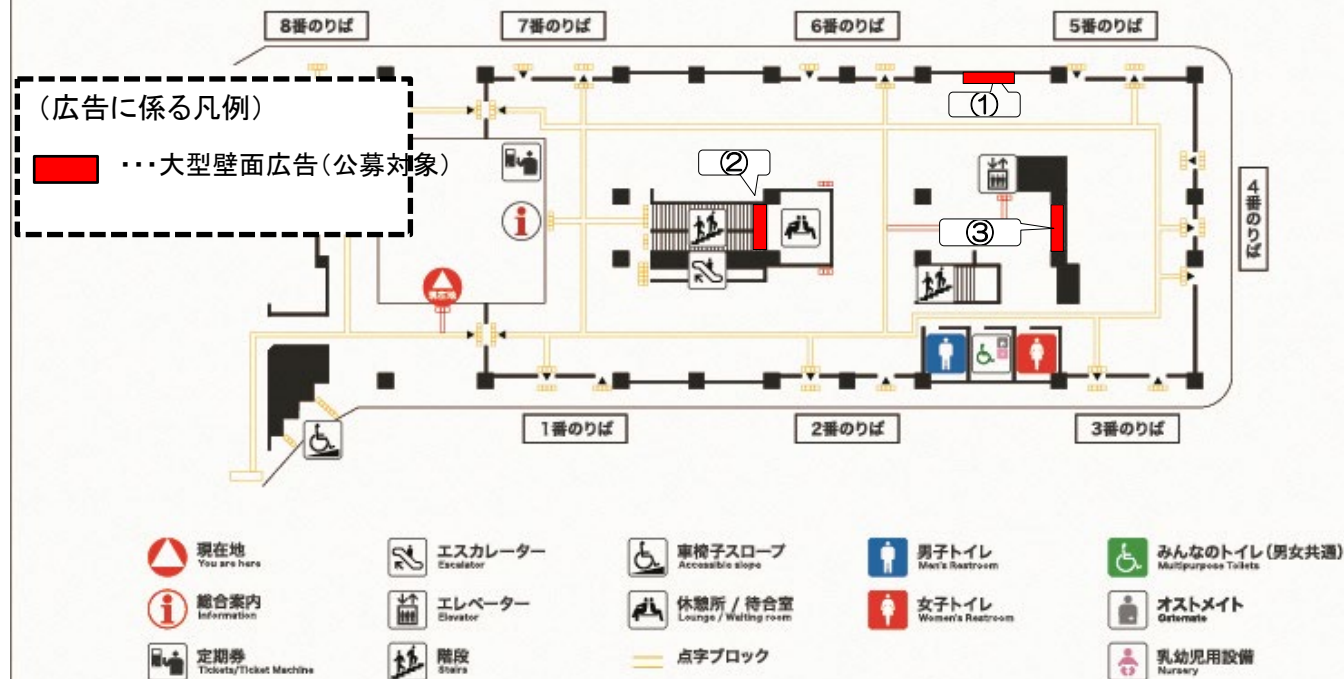 8番のりば
7番のりば
6番のりば
5番のりば
(広告に係る凡例)
・・・大型壁面広告(公募対象)
①
②
③
4番のりば
現在地
1番のりば
2番のりば
3番のりば
現在地
You are here
エスカレーター
Escalator
車椅子スロープ
Accessible slope
男子トイレ
Men's Restroom
みんなのトイレ(男女共通)
Multipurpose Toilets
総合案内
Information
エレベーター
Elevator
休憩所 / 待合室
Lounge / Waiting room
女子トイレ
Women's Restroom
オストメイト
Ostomate
定期券
Tickets/Ticket Machine
階段
Stairs
点字ブロック
乳幼児用設備
Nursery